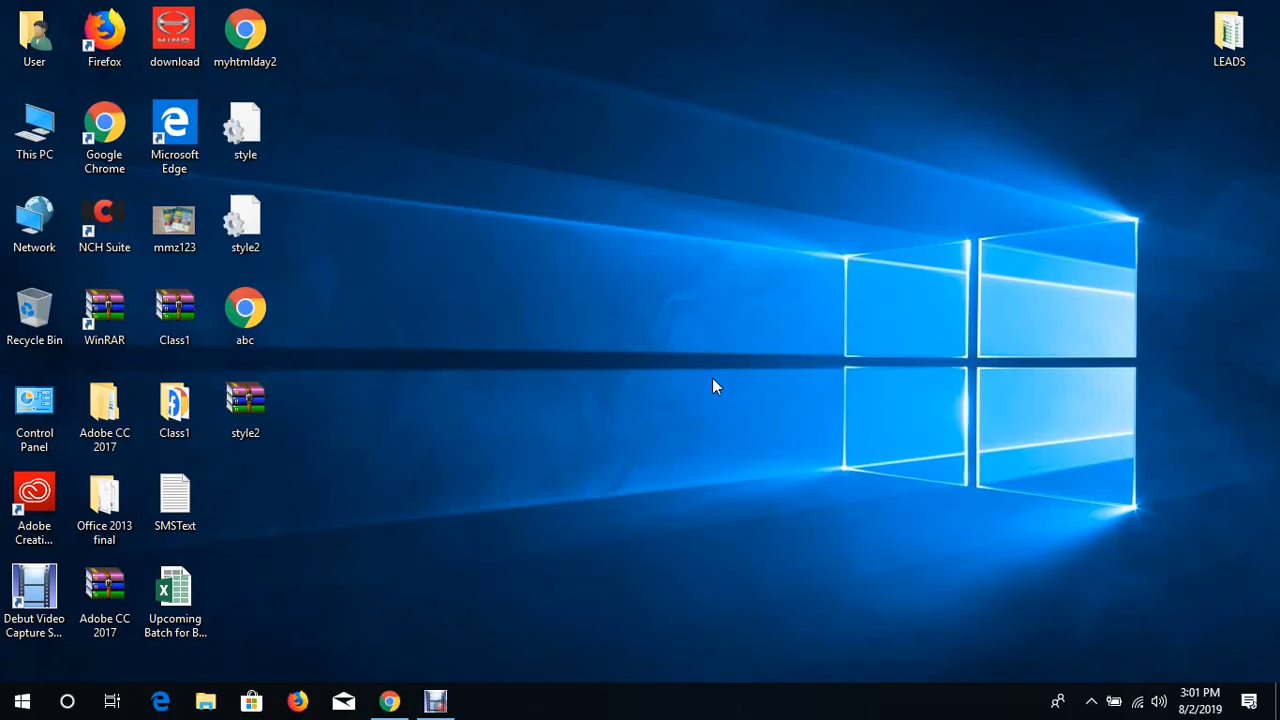 User
Firefox
HINO
download
myhtmlday2
LEADS
This PC
Google
Chrome
Microsoft
Edge
style
Network
NCH Suite
mmz123
style2
Recycle Bin
WinRAR
Class1
abc
Control
Panel
Adobe CC
2017
Class1
style2
Adobe
Creati...
Office 2013
final
SMSText
Debut Video
Capture S...
Adobe CC
2017
Upcoming
Batch for B...
3:01 PM
8/2/2019